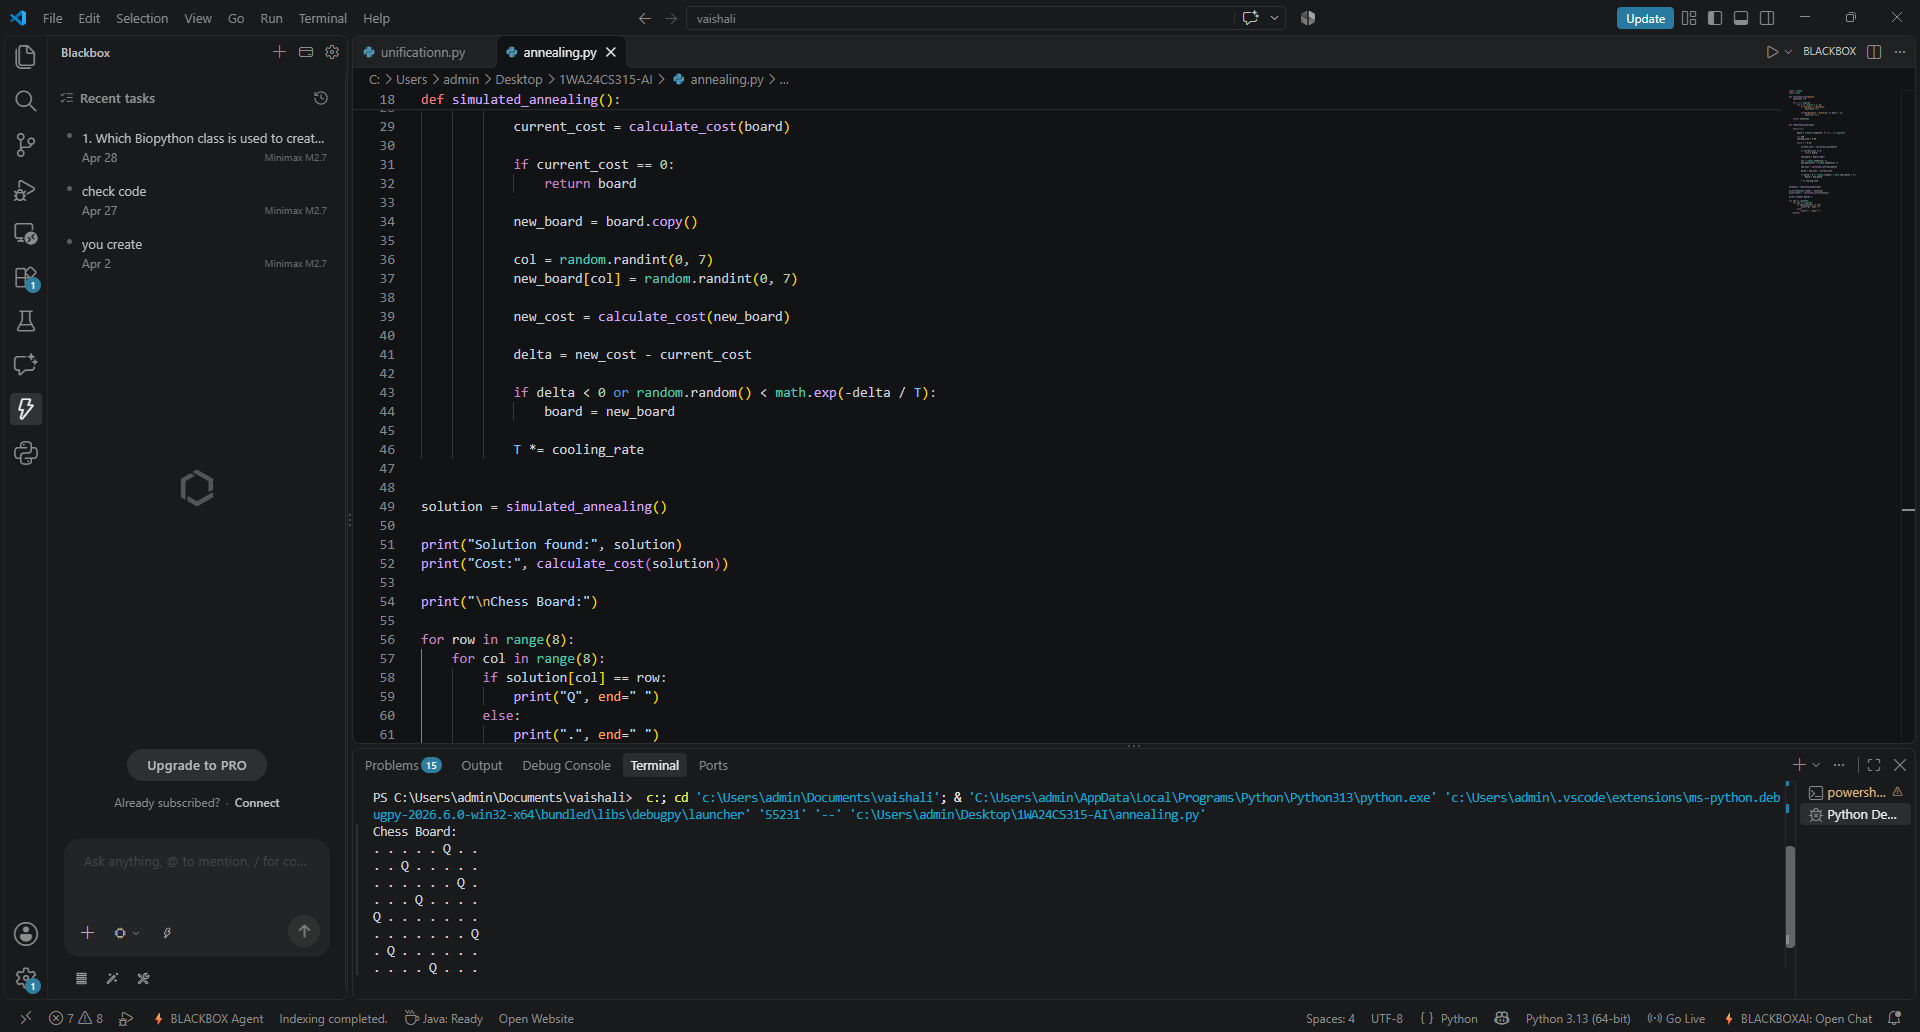 File Edit Selection View Go Run Terminal Help
vaishali
Update
Blackbox
unificationn.py
annealing.py
BLACKBOX
C: > Users > admin > Desktop > 1WA24CS315-AI > annealing.py > ...
Recent tasks
1. Which Biopython class is used to creat...
Apr 28 Minimax M2.7
check code
Apr 27 Minimax M2.7
you create
Apr 2 Minimax M2.7
Upgrade to PRO
Already subscribed? · Connect
Ask anything, @ to mention, / for co...
18 def simulated_annealing():
29 current_cost = calculate_cost(board)
30
31 if current_cost == 0:
32 return board
33
34 new_board = board.copy()
35
36 col = random.randint(0, 7)
37 new_board[col] = random.randint(0, 7)
38
39 new_cost = calculate_cost(new_board)
40
41 delta = new_cost - current_cost
42
43 if delta < 0 or random.random() < math.exp(-delta / T):
44 board = new_board
45
46 T *= cooling_rate
47
48
49 solution = simulated_annealing()
50
51 print("Solution found:", solution)
52 print("Cost:", calculate_cost(solution))
53
54 print("\nChess Board:")
55
56 for row in range(8):
57 for col in range(8):
58 if solution[col] == row:
59 print("Q", end=" ")
60 else:
61 print(".", end=" ")
Problems 15 Output Debug Console Terminal Ports
PS C:\Users\admin\Documents\vaishali> c:; cd 'c:\Users\admin\Documents\vaishali'; & 'C:\Users\admin\AppData\Local\Programs\Python\Python313\python.exe' 'c:\Users\admin\.vscode\extensions\ms-python.deb
ugpy-2026.6.0-win32-x64\bundled\libs\debugpy\launcher' '55231' '--' 'c:\Users\admin\Desktop\1WA24CS315-AI\annealing.py'
Chess Board:
. . . . . Q . .
. . Q . . . . .
. . . . . . Q .
. . . Q . . . .
Q . . . . . . .
. . . . . . . Q
. Q . . . . . .
. . . . Q . . .
powersh...
Python De...
1
1
7 8 BLACKBOX Agent Indexing completed. Java: Ready Open Website
Spaces: 4 UTF-8 { } Python Python 3.13 (64-bit) Go Live BLACKBOXAI: Open Chat